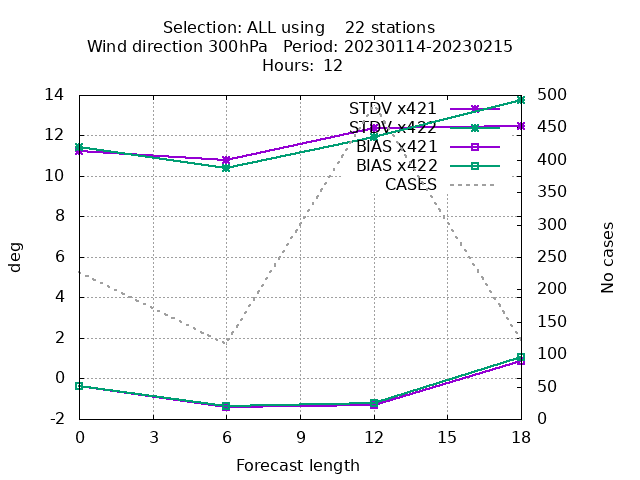 Selection: ALL using    22 stations
Wind direction 300hPa   Period: 20230114-20230215
Hours:  12
14
12
10
8
6
4
2
0
-2
deg
500
450
400
350
300
250
200
150
100
50
0
No cases
STDV x421
STDV x422
BIAS x421
BIAS x422
CASES
0 3 6 9 12 15 18
Forecast length